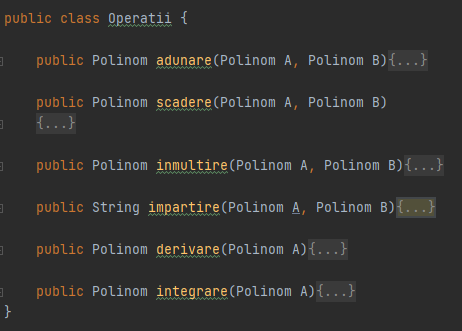 public class Operatii {
public Polinom adunare(Polinom A, Polinom B){...}
public Polinom scadere(Polinom A, Polinom B)
{...}
public Polinom inmultire(Polinom A, Polinom B){...}
public String impartire(Polinom A, Polinom B){...}
public Polinom derivare(Polinom A){...}
public Polinom integrare(Polinom A){...}
}